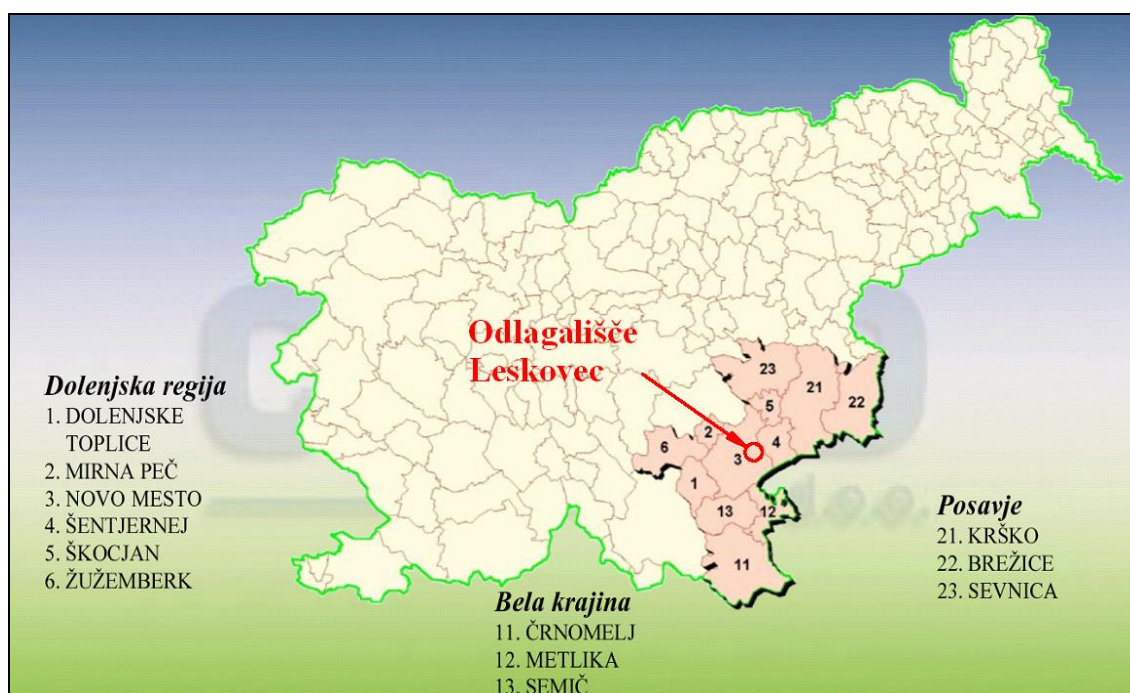 Odlagališče
Leskovec
23
21
22
5
2
4
6
3
1
13
12
11
Dolenjska regija
1. DOLENJSKE
TOPLICE
2. MIRNA PEČ
3. NOVO MESTO
4. ŠENTJERNEJ
5. ŠKOCJAN
6. ŽUŽEMBERK
Bela krajina
11. ČRNOMELJ
12. METLIKA
13. SEMIČ
Posavje
21. KRŠKO
22. BREŽICE
23. SEVNICA
d.o.o.